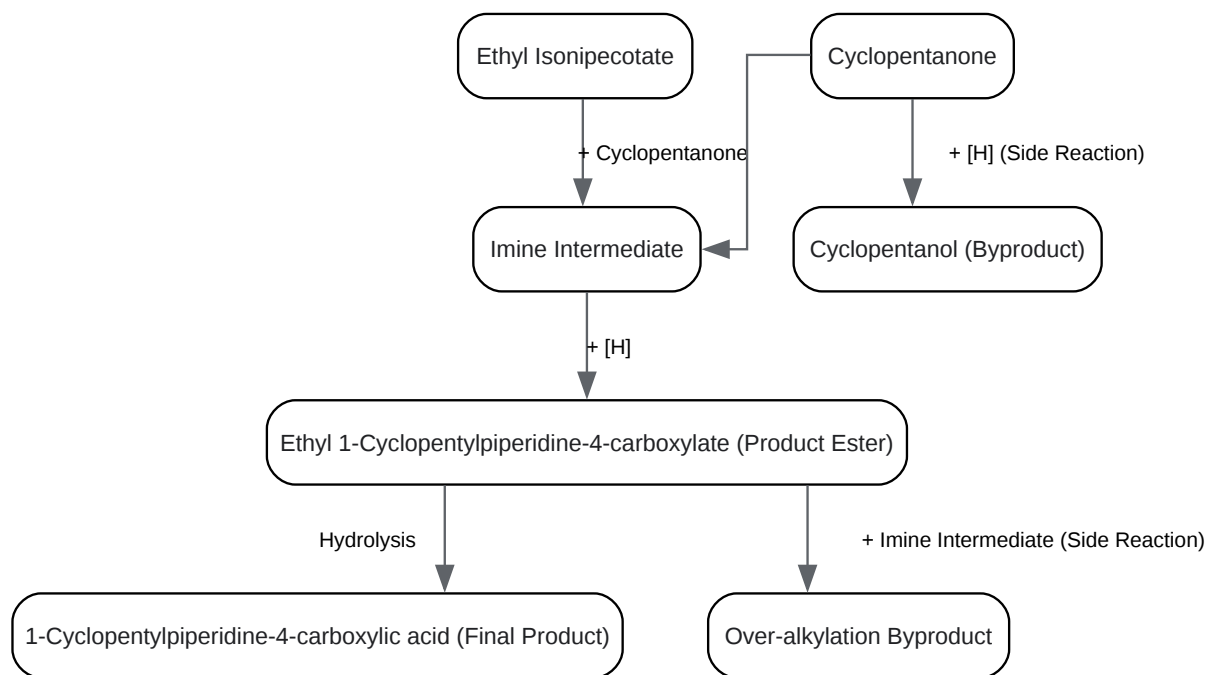 Ethyl Isonipecotate
Cyclopentanone
+ Cyclopentanone
+ [H] (Side Reaction)
Imine Intermediate
Cyclopentanol (Byproduct)
+ [H]
Ethyl 1-Cyclopentylpiperidine-4-carboxylate (Product Ester)
Hydrolysis
+ Imine Intermediate (Side Reaction)
1-Cyclopentylpiperidine-4-carboxylic acid (Final Product)
Over-alkylation Byproduct